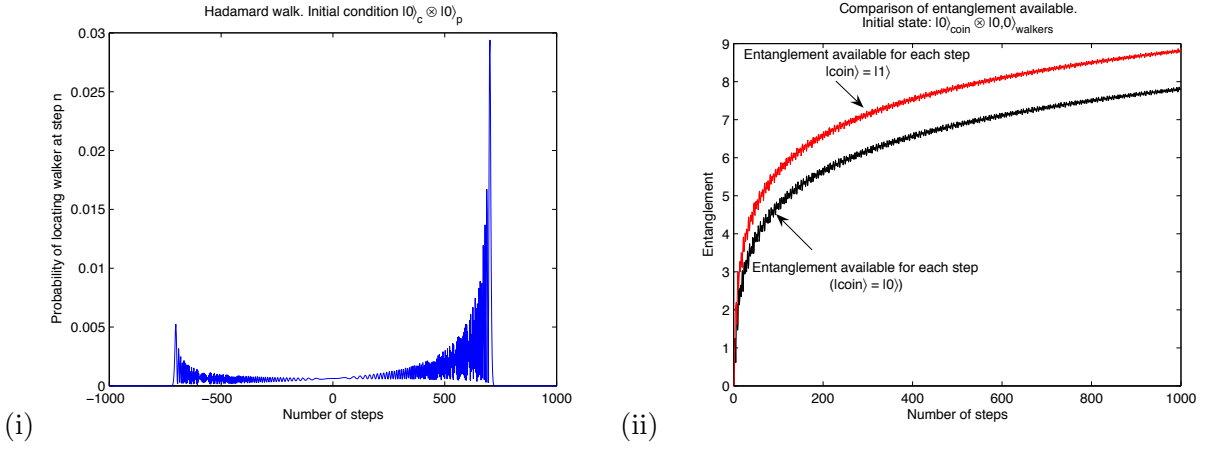 Hadamard walk. Initial condition |0⟩c ⊗ |0⟩p
Probability of locating walker at step n
0.03
0.025
0.02
0.015
0.01
0.005
0
−1000
−500
0
500
1000
Number of steps
(i)
Comparison of entanglement available.
Initial state: |0⟩coin ⊗ |0,0⟩walkers
Entanglement
9
8
7
6
5
4
3
2
1
0
Entanglement available for each step
|coin⟩ = |1⟩
Entanglement available for each step
(|coin⟩ = |0⟩)
0
200
400
600
800
1000
Number of steps
(ii)